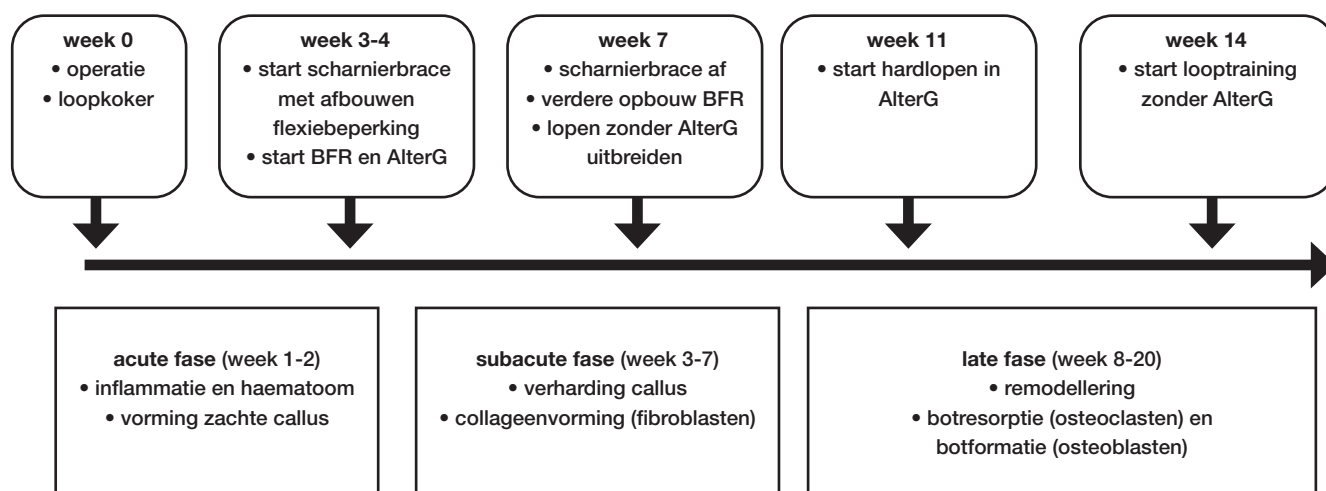 week 0
• operatie
• loopkoker
week 3-4
• start scharnierbrace
met afbouwen
flexiebeperking
• start BFR en AlterG
week 7
• scharnierbrace af
• verdere opbouw BFR
• lopen zonder AlterG
uitbreiden
week 11
• start hardlopen in
AlterG
week 14
• start looptraining
zonder AlterG
acute fase (week 1-2)
• inflammatie en haematoom
• vorming zachte callus
subacute fase (week 3-7)
• verharding callus
• collageenvorming (fibroblasten)
late fase (week 8-20)
• remodellering
• botresorptie (osteoclasten) en
botformatie (osteoblasten)